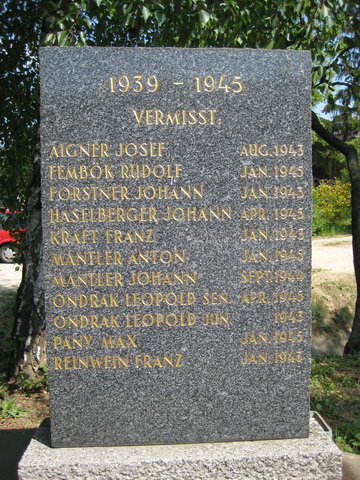 1939 - 1945
VERMISST
AIGNER JOSEF AUG. 1943
FEMBÖK RUDOLF JAN. 1945
FORSTNER JOHANN JAN. 1943
HASELBERGER JOHANN APR. 1945
KRAFT FRANZ JAN. 1943
MANTLER ANTON JAN. 1945
MANTLER JOHANN SEPT. 1944
ONDRAK LEOPOLD SEN. APR. 1945
ONDRAK LEOPOLD JUN. 1943
PANY MAX JAN. 1945
REINWEIN FRANZ JAN. 1943